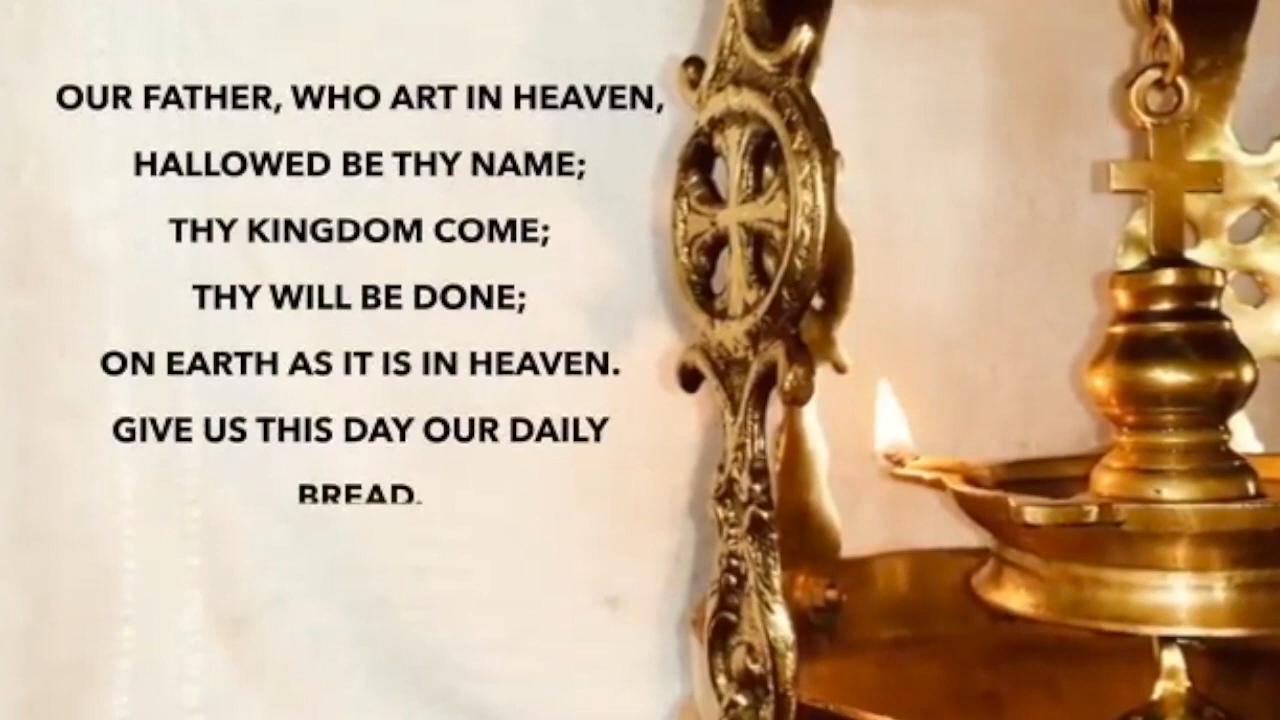 OUR FATHER, WHO ART IN HEAVEN,
HALLOWED BE THY NAME;
THY KINGDOM COME;
THY WILL BE DONE;
ON EARTH AS IT IS IN HEAVEN.
GIVE US THIS DAY OUR DAILY
BREAD.